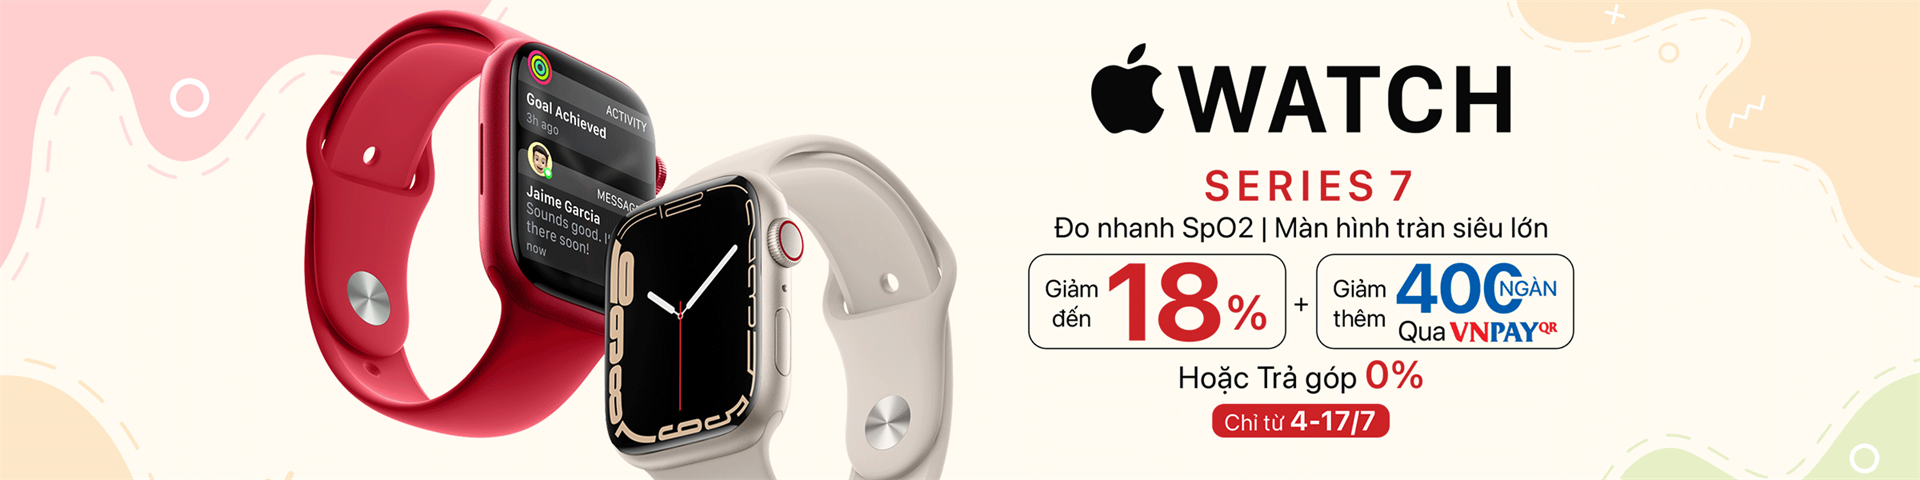 Goal Achieved
ACTIVITY
3h ago
Jaime Garcia
Sounds good. I'
there soon!
now
WATCH
SERIES 7
Đo nhanh SpO2 | Màn hình tràn siêu lớn
Giảm đến 18% + Giảm thêm 400 NGÀN
Qua VNPAYQR
Hoặc Trả góp 0%
Chỉ từ 4-17/7